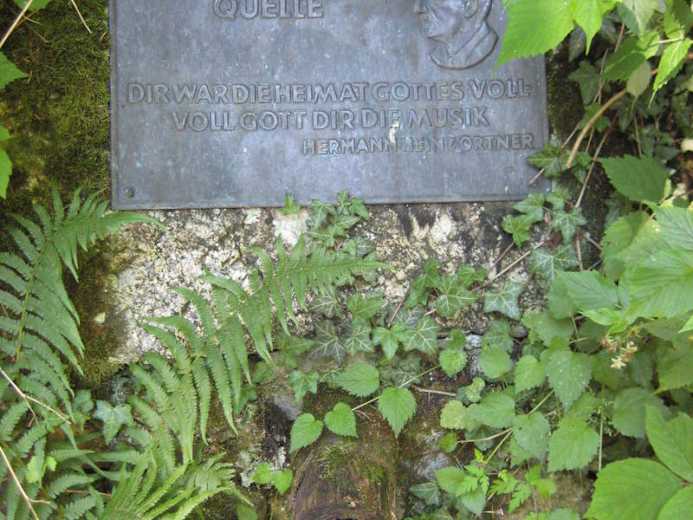 QUELLE
DIR WAR DIE HEIMAT GOTTES VOLL-
VOLL GOTT DIR DIE MUSIK
HERMANN HEINZ ORTNER